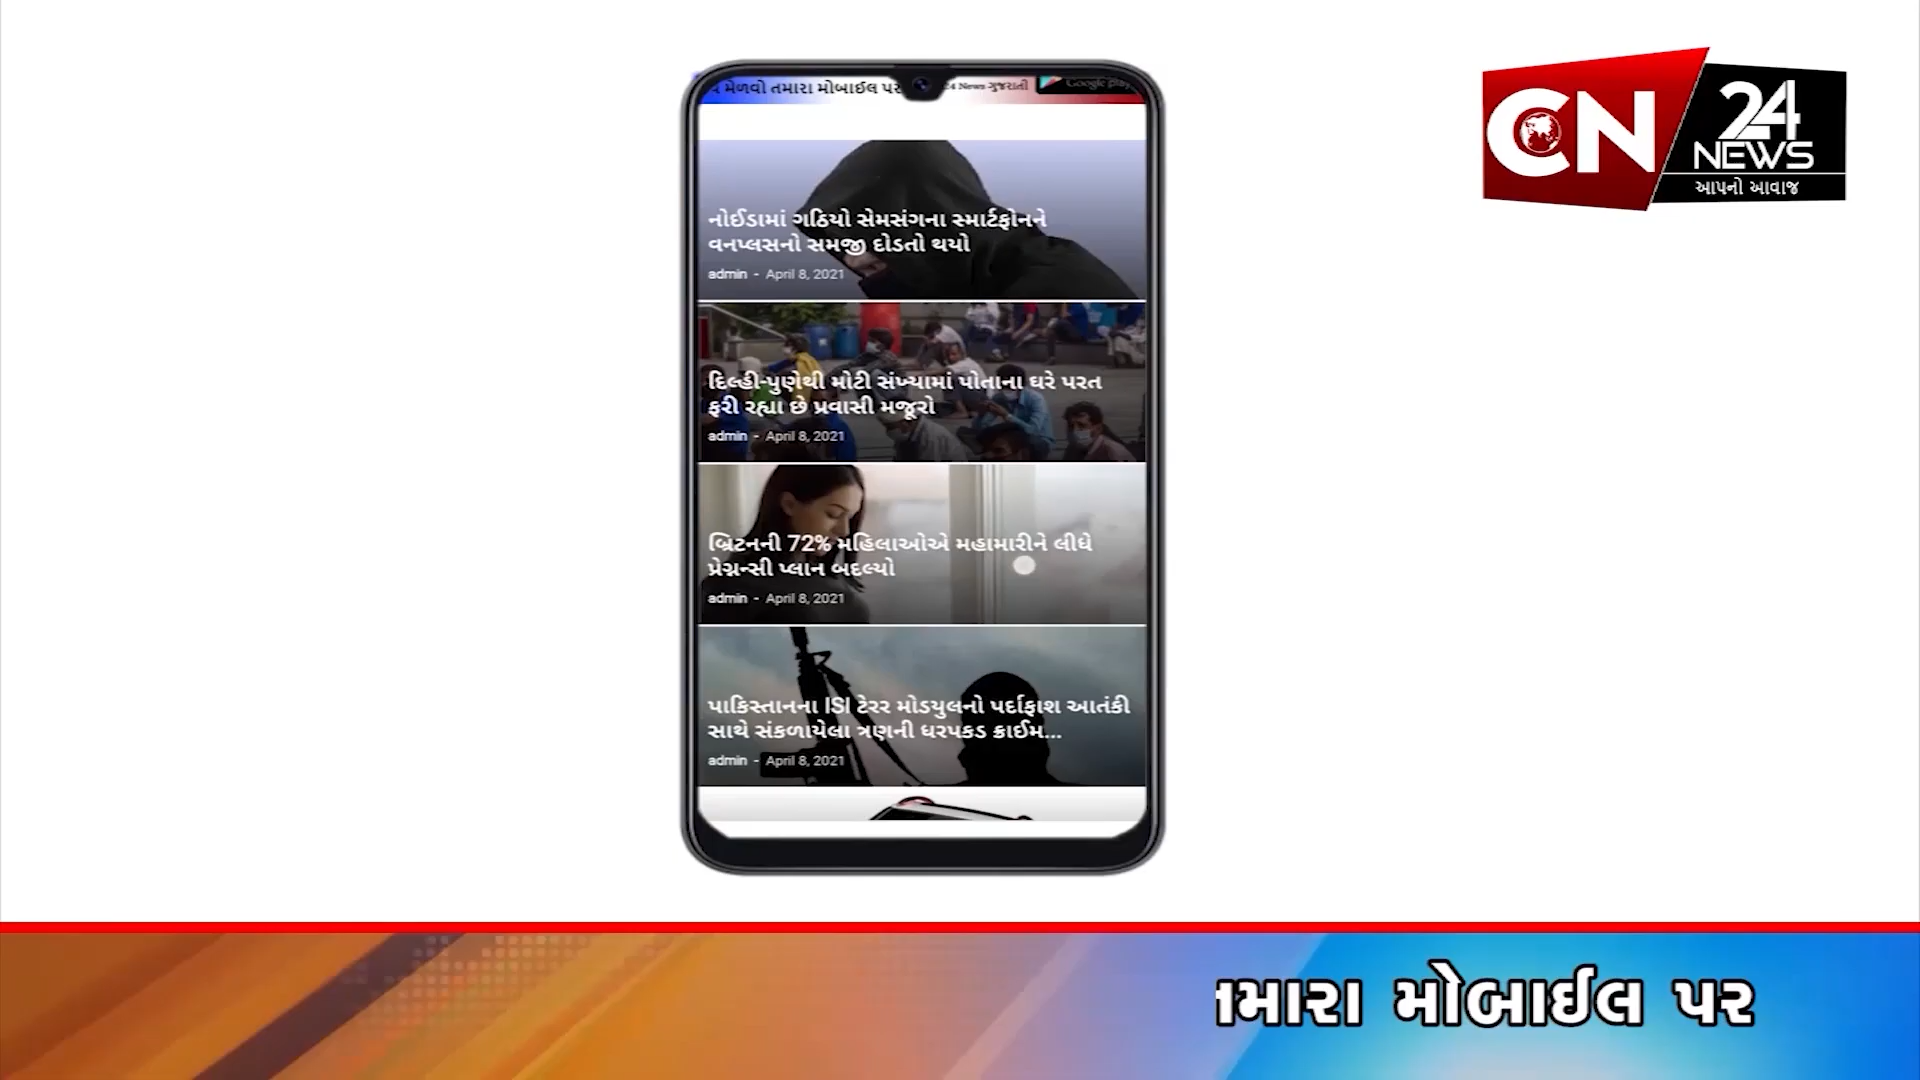 મેળવો તમારા મોબાઈલ પર
24 News ગુજરાતી
Google play
CN
24
NEWS
આપનો આવાજ
નોઈડામાં ગઠિયો સેમસંગના સ્માર્ટફોનને
વનપ્લસનો સમજી દોડતો થયો
admin - April 8, 2021
દિલ્હી-પુણેથી મોટી સંખ્યામાં પોતાના ઘરે પરત
ફરી રહ્યા છે પ્રવાસી મજૂરો
admin - April 8, 2021
બ્રિટનની 72% મહિલાઓએ મહામારીને લીધે
પ્રેગ્નન્સી પ્લાન બદલ્યો
admin - April 8, 2021
પાકિસ્તાનના ISI ટેરર મોડયુલનો પર્દાફાશ આતંકી
સાથે સંકળાયેલા ત્રણની ધરપકડ ક્રાઈમ...
admin - April 8, 2021
મારા મોબાઈલ પર